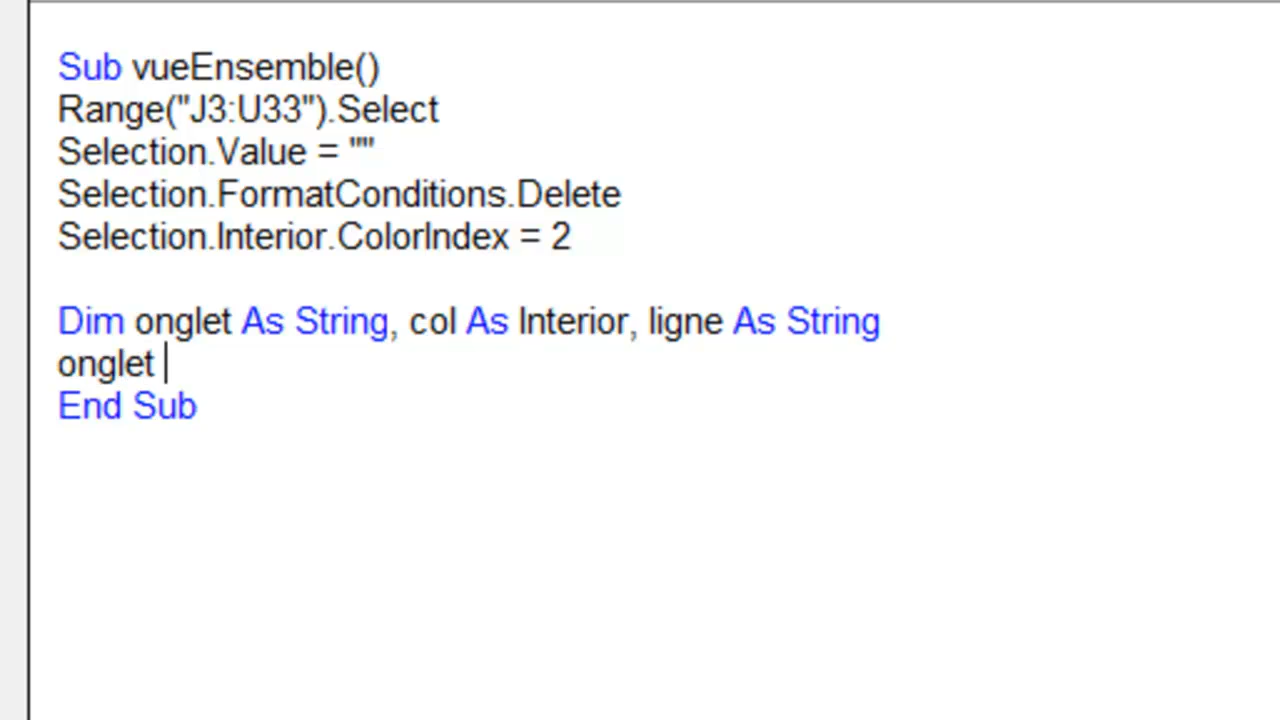 Sub vueEnsemble()
Range("J3:U33").Select
Selection.Value = ""
Selection.FormatConditions.Delete
Selection.Interior.ColorIndex = 2
Dim onglet As String, col As Interior, ligne As String
onglet
End Sub